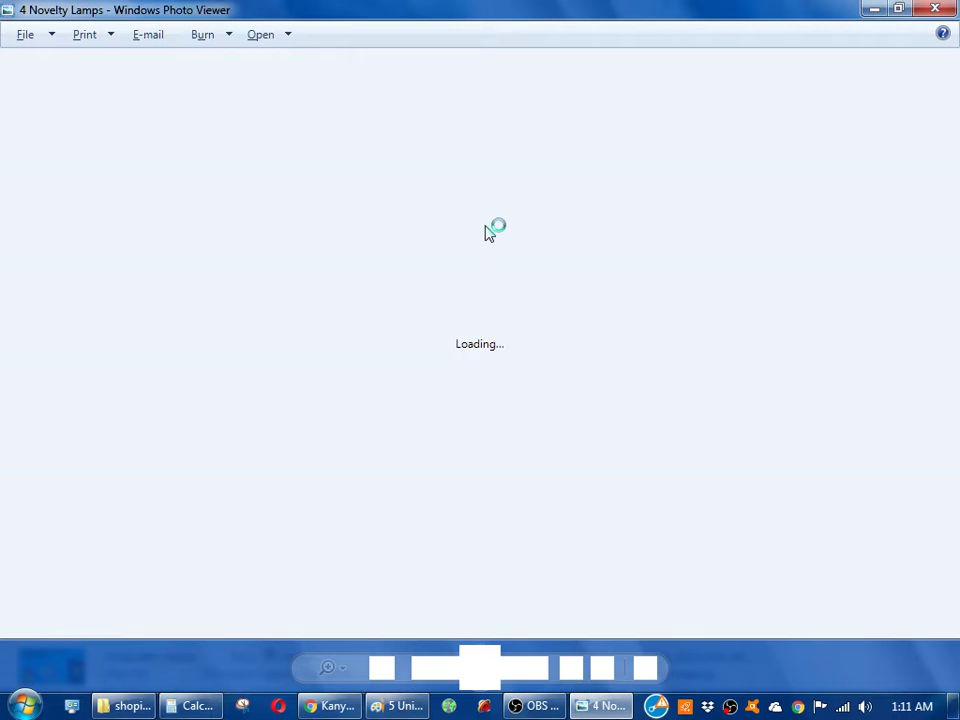 4 Novelty Lamps - Windows Photo Viewer
File Print E-mail Burn Open
Loading...
shopi... Calc... Kany... 5 Uni... OBS ... 4 No... 1:11 AM